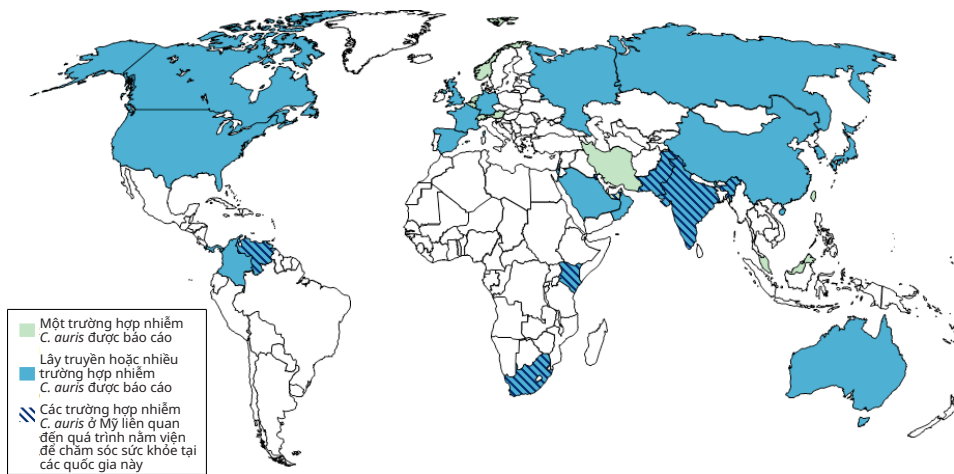 Một trường hợp nhiễm
C. auris được báo cáo
Lây truyền hoặc nhiều
trường hợp nhiễm
C. auris được báo cáo
Các trường hợp nhiễm
C. auris ở Mỹ liên quan
đến quá trình nằm viện
để chăm sóc sức khỏe tại
các quốc gia này